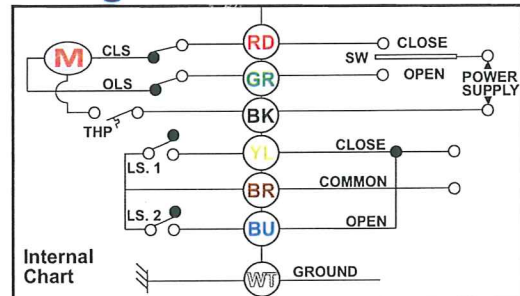 M
CLS
OLS
THP
RD
CLOSE
SW
GR
OPEN
POWER
SUPPLY
BK
LS. 1
YL
CLOSE
BR
COMMON
LS. 2
BU
OPEN
Internal
Chart
WT
GROUND